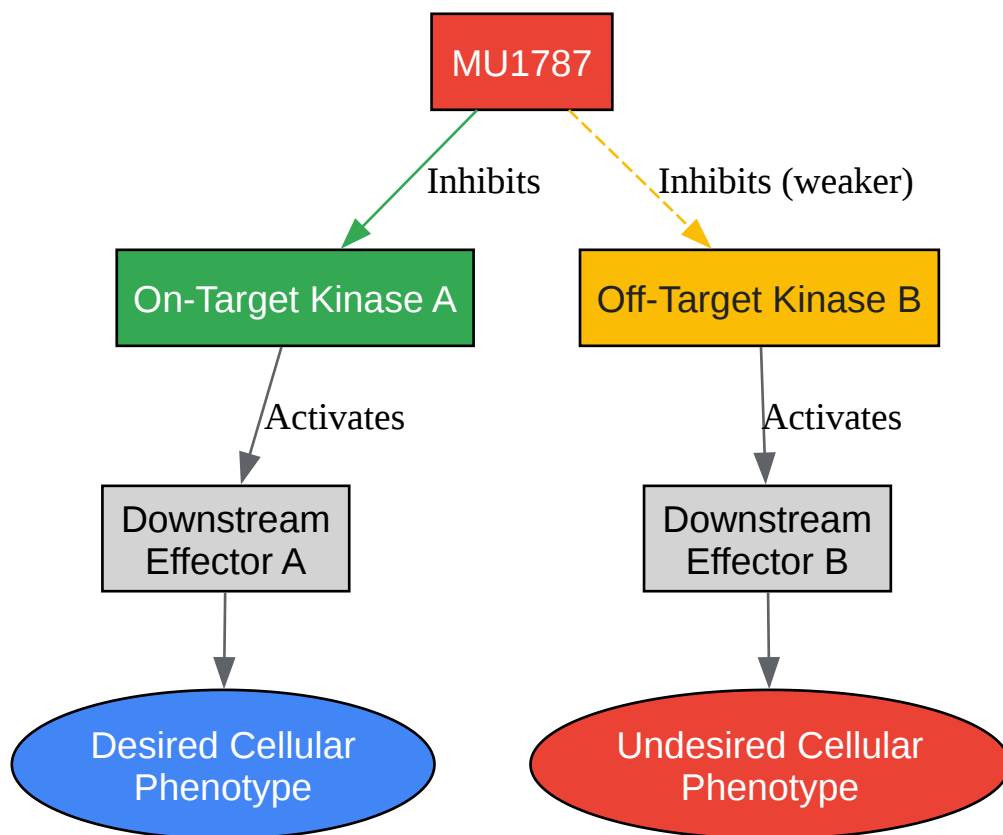 MU1787
Inhibits
Inhibits (weaker)
On-Target Kinase A
Off-Target Kinase B
Activates
Activates
Downstream
Effector A
Downstream
Effector B
Desired Cellular
Phenotype
Undesired Cellular
Phenotype